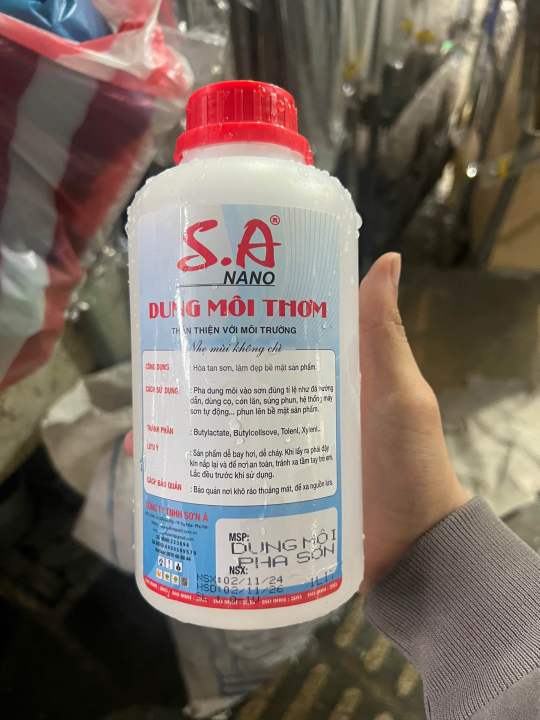 S.A®
NANO
DUNG MÔI THƠM
THÂN THIỆN VỚI MÔI TRƯỜNG
Nhẹ mùi không chì
CÔNG DỤNG : Hòa tan sơn, làm đẹp bề mặt sản phẩm.
CÁCH SỬ DỤNG : Pha dung môi vào sơn đúng tỉ lệ như đã hướng
dẫn, dùng cọ, côn lăn, súng phun, hệ thống máy
sơn tự động... phun lên bề mặt sản phẩm.
THÀNH PHẦN : Butylactate, Butylcellsove, Tolenl, Xylenl..
LƯU Ý : Sản phẩm dễ bay hơi, dễ cháy. Khi lấy ra phải đậy
kín nắp lại và để nơi an toàn, tránh xa tầm tay trẻ em.
Lắc đều trước khi sử dụng.
CÁCH BẢO QUẢN : Bảo quản nơi khô ráo thoáng mát, để xa nguồn lửa.
CÔNG TY TNHH SƠN Á
MSP:
DUNG MÔI
PHA SƠN
NSX:
NSX:02/11/24 1LIT
HSD:02/11/26